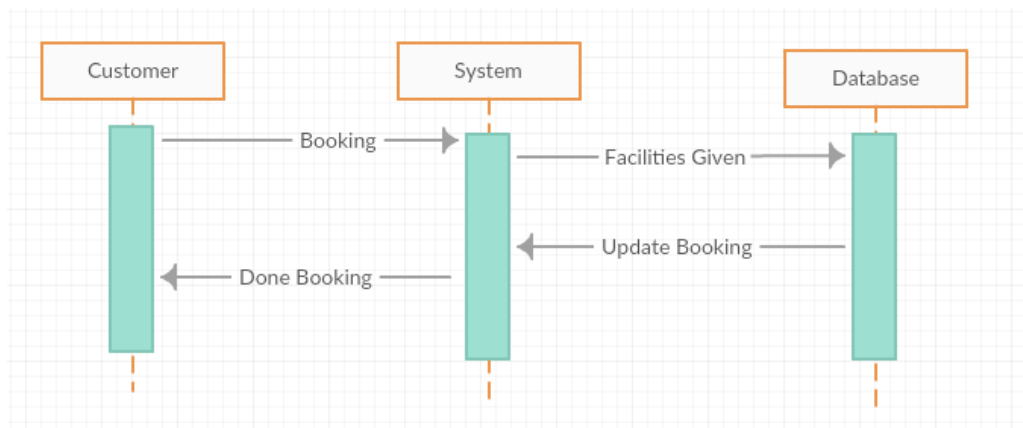 Customer
System
Database
Booking
Facilities Given
Update Booking
Done Booking